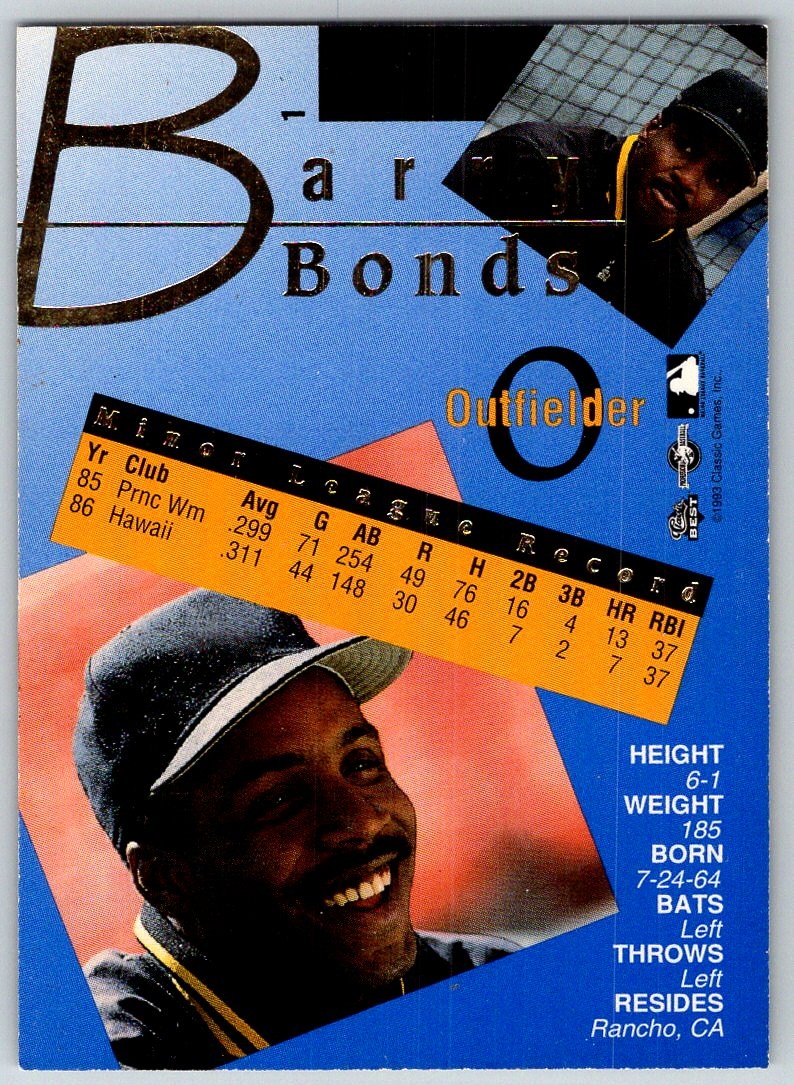 1
Barry
Bonds
Outfielder
O
©1993 Classic Games, Inc.
Classic BEST
Minor League Record
Yr Club Avg G AB R H 2B 3B HR RBI
85 Prnc Wm .299 71 254 49 76 16 4 13 37
86 Hawaii .311 44 148 30 46 7 2 7 37
HEIGHT
6-1
WEIGHT
185
BORN
7-24-64
BATS
Left
THROWS
Left
RESIDES
Rancho, CA